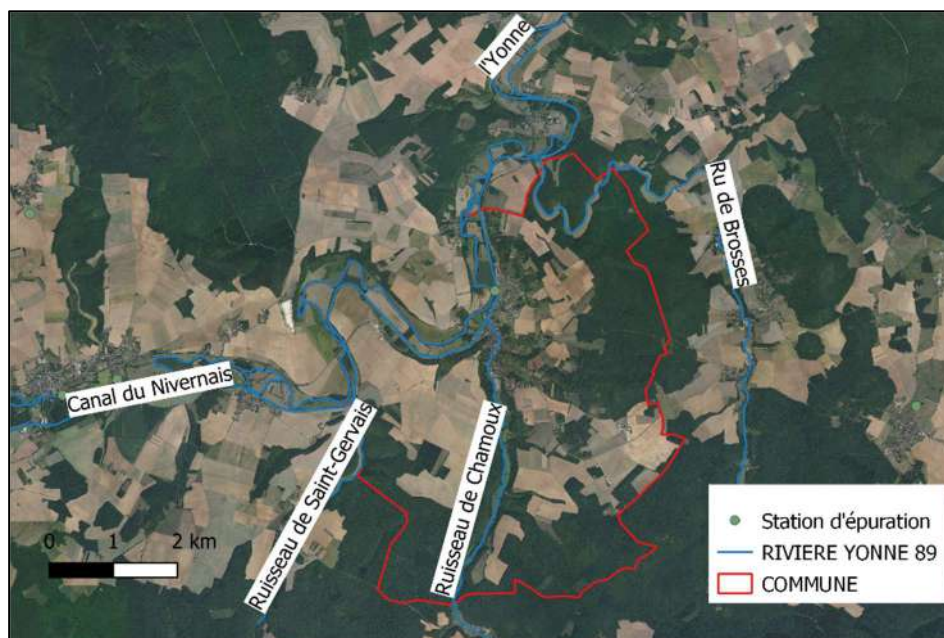 l'Yonne
Ru de Brosses
Canal du Nivernais
Ruisseau de Saint-Gervais
Ruisseau de Chamoux
0 1 2 km
Station d'épuration
RIVIERE YONNE 89
COMMUNE